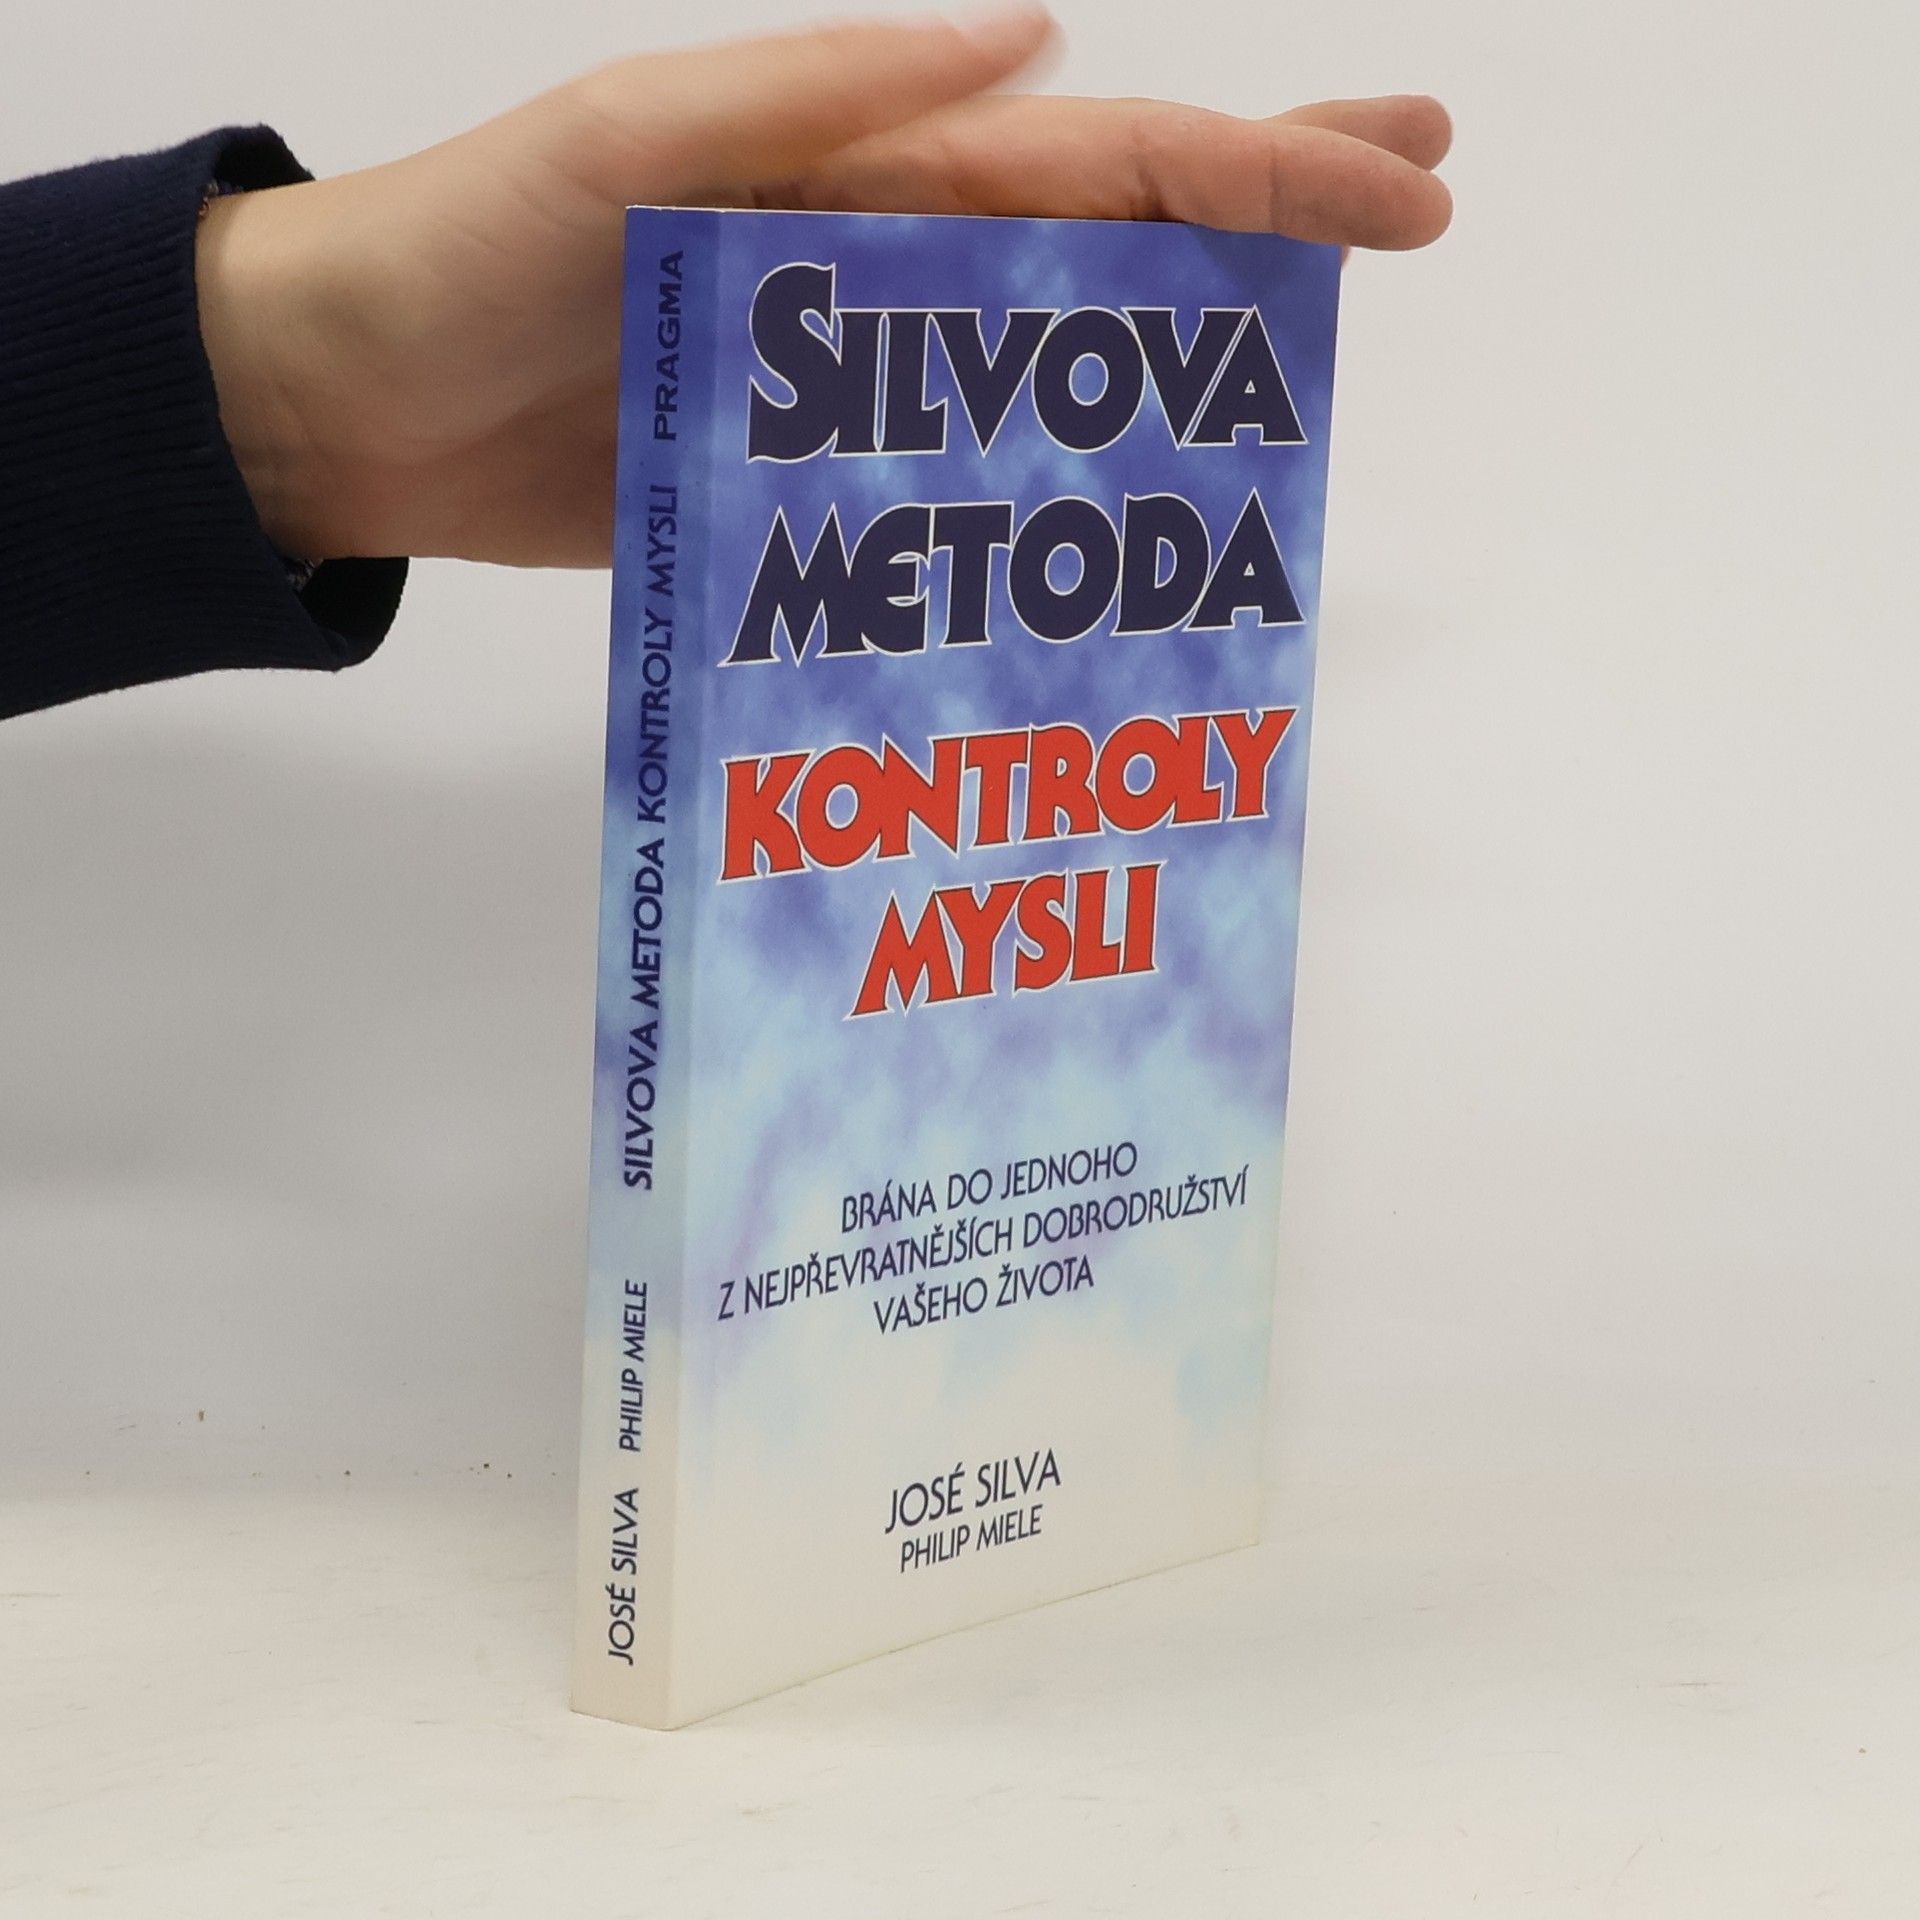 SILVOVA
METODA
KONTROLY
MYSLI
BRÁNA DO JEDNOHO
Z NEJPŘEVRATNĚJŠÍCH DOBRODRUŽSTVÍ
VAŠEHO ŽIVOTA
JOSÉ SILVA
PHILIP MIELE
JOSÉ SILVA PHILIP MIELE SILVOVA METODA KONTROLY MYSLI PRAGMA